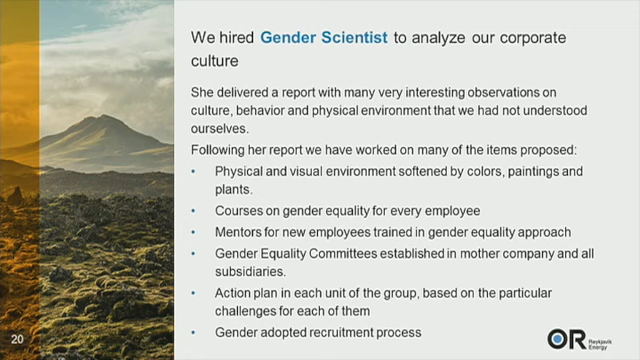 We hired Gender Scientist to analyze our corporate
culture
She delivered a report with many very interesting observations on
culture, behavior and physical environment that we had not understood
ourselves.
Following her report we have worked on many of the items proposed:
• Physical and visual environment softened by colors, paintings and
plants.
• Courses on gender equality for every employee
• Mentors for new employees trained in gender equality approach
• Gender Equality Committees established in mother company and all
subsidiaries.
• Action plan in each unit of the group, based on the particular
challenges for each of them
• Gender adopted recruitment process
20
OR Reykjavik
Energy